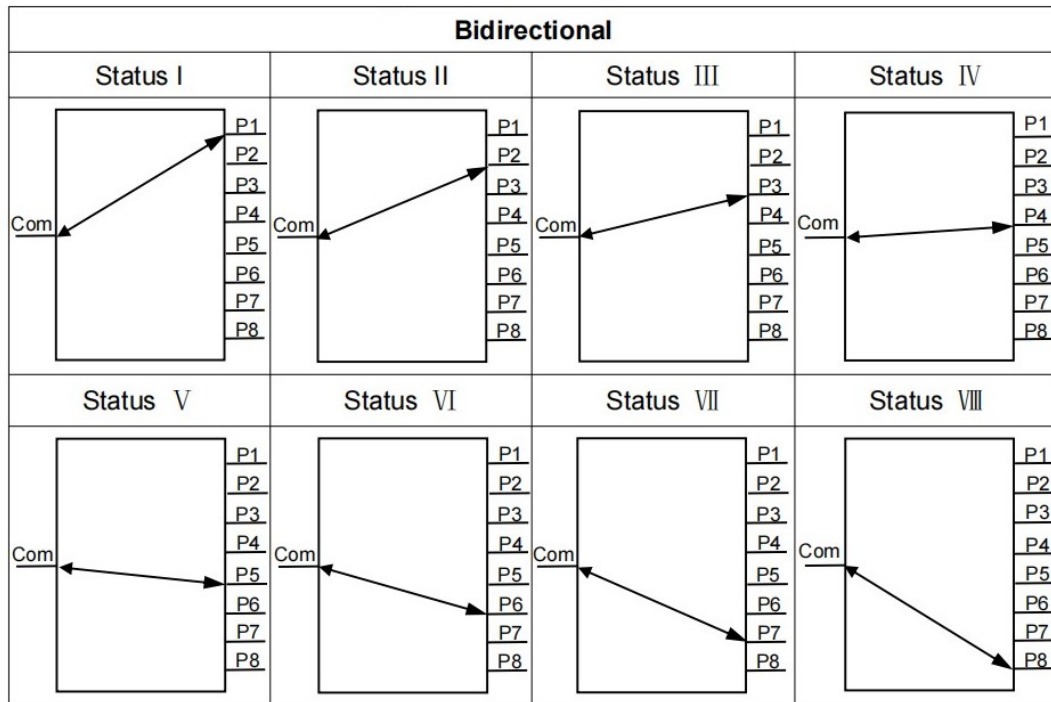 Bidirectional
Status I
Status II
Status Ⅲ
Status Ⅳ
Com
P1
P2
P3
P4
P5
P6
P7
P8
Com
P1
P2
P3
P4
P5
P6
P7
P8
Com
P1
P2
P3
P4
P5
P6
P7
P8
Com
P1
P2
P3
P4
P5
P6
P7
P8
Status Ⅴ
Status Ⅵ
Status Ⅶ
Status Ⅷ
Com
P1
P2
P3
P4
P5
P6
P7
P8
Com
P1
P2
P3
P4
P5
P6
P7
P8
Com
P1
P2
P3
P4
P5
P6
P7
P8
Com
P1
P2
P3
P4
P5
P6
P7
P8